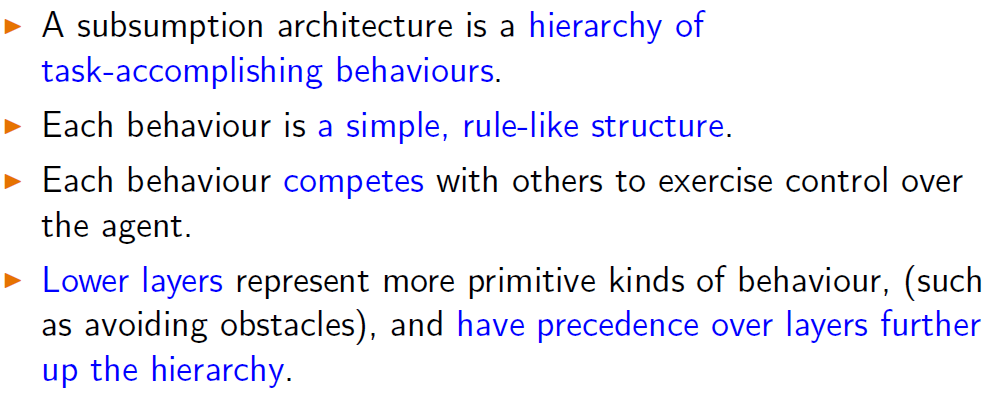 A subsumption architecture is a hierarchy of
task-accomplishing behaviours.
Each behaviour is a simple, rule-like structure.
Each behaviour competes with others to exercise control over
the agent.
Lower layers represent more primitive kinds of behaviour, (such
as avoiding obstacles), and have precedence over layers further
up the hierarchy.